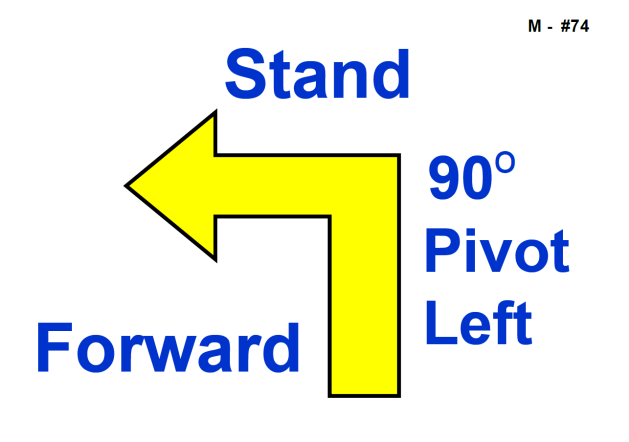 M - #74
Stand
90°
Pivot
Left
Forward